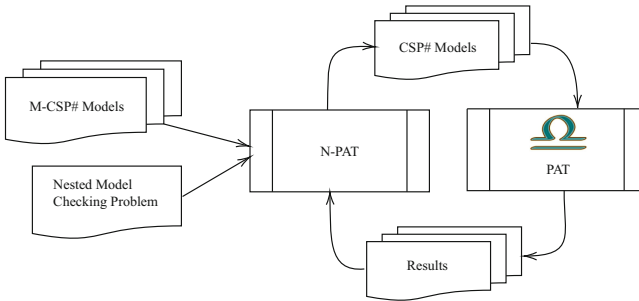 CSP# Models
M-CSP# Models
N-PAT
PAT
Nested Model
Checking Problem
Results